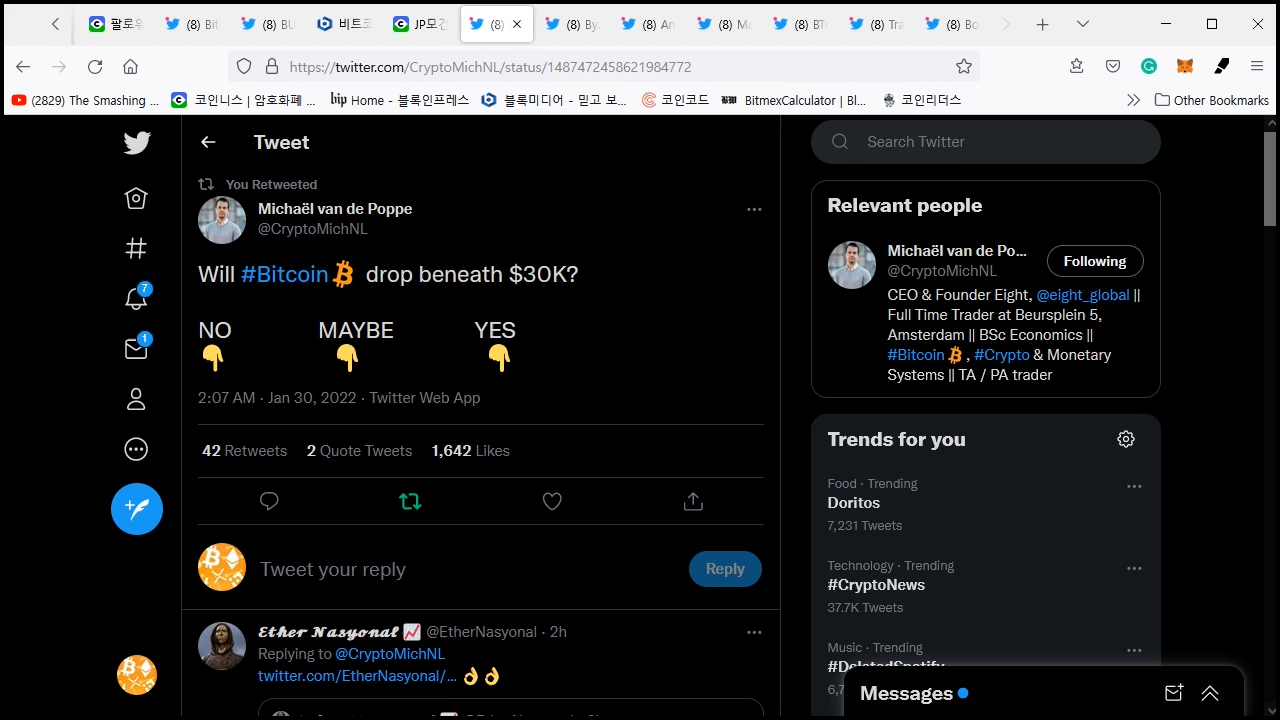 팔로우
(8) Bit
(8) BU
비트코
JP모건
(8)
(8) By
(8) An
(8) Ma
(8) BT
(8) Tra
(8) Bo
https://twitter.com/CryptoMichNL/status/1487472458621984772
(2829) The Smashing ...
코인니스 | 암호화폐 ...
bip Home - 블록인프레스
블록미디어 - 믿고 보...
코인코드
BitmexCalculator | Bl...
코인리더스
Other Bookmarks
Tweet
Search Twitter
You Retweeted
Michaël van de Poppe
@CryptoMichNL
Will #Bitcoin drop beneath $30K?
NO MAYBE YES
👇 👇 👇
2:07 AM · Jan 30, 2022 · Twitter Web App
42 Retweets 2 Quote Tweets 1,642 Likes
Tweet your reply
Reply
𝓔𝓽𝓱𝓮𝓻 𝓝𝓪𝓼𝔂𝓸𝓷𝓪𝓵 📈 @EtherNasyonal · 2h
Replying to @CryptoMichNL
twitter.com/EtherNasyonal/... 👌👌
7
1
Relevant people
Michaël van de Po...
@CryptoMichNL
Following
CEO & Founder Eight, @eight_global ||
Full Time Trader at Beursplein 5,
Amsterdam || BSc Economics ||
#Bitcoin , #Crypto & Monetary
Systems || TA / PA trader
Trends for you
Food · Trending
Doritos
7,231 Tweets
Technology · Trending
#CryptoNews
37.7K Tweets
Music · Trending
#DeletedSpotify
6,7
Messages